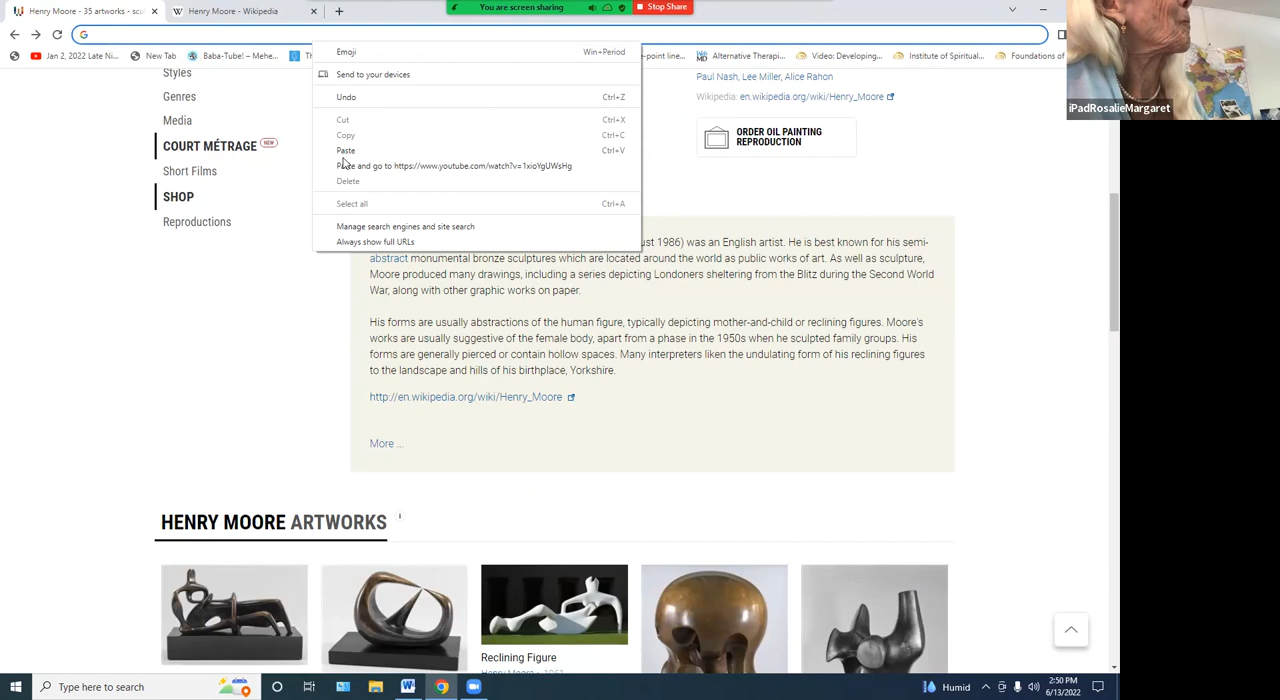 Henry Moore - 35 artworks - scu
Henry Moore - Wikipedia
You are screen sharing
Stop Share
Jan 2, 2022 Late Ni...
New Tab
Baba-Tube! – Mehe...
Th
-point line...
Alternative Therapi...
Video: Developing...
Institute of Spiritual...
Foundations of
iPadRosalieMargaret
Emoji Win+Period
Send to your devices
Undo Ctrl+Z
Cut Ctrl+X
Copy Ctrl+C
Paste Ctrl+V
and go to https://www.youtube.com/watch?v=1xioYgUWsHg
Delete
Select all Ctrl+A
Manage search engines and site search
Always show full URLs
Styles
Genres
Media
COURT MÉTRAGE NEW
Short Films
SHOP
Reproductions
Paul Nash, Lee Miller, Alice Rahon
Wikipedia: en.wikipedia.org/wiki/Henry_Moore
ORDER OIL PAINTING
REPRODUCTION
ust 1986) was an English artist. He is best known for his semi-
abstract monumental bronze sculptures which are located around the world as public works of art. As well as sculpture,
Moore produced many drawings, including a series depicting Londoners sheltering from the Blitz during the Second World
War, along with other graphic works on paper.
His forms are usually abstractions of the human figure, typically depicting mother-and-child or reclining figures. Moore's
works are usually suggestive of the female body, apart from a phase in the 1950s when he sculpted family groups. His
forms are generally pierced or contain hollow spaces. Many interpreters liken the undulating form of his reclining figures
to the landscape and hills of his birthplace, Yorkshire.
http://en.wikipedia.org/wiki/Henry_Moore
More ...
HENRY MOORE ARTWORKS
Reclining Figure
Type here to search
Humid
2:50 PM
6/13/2022